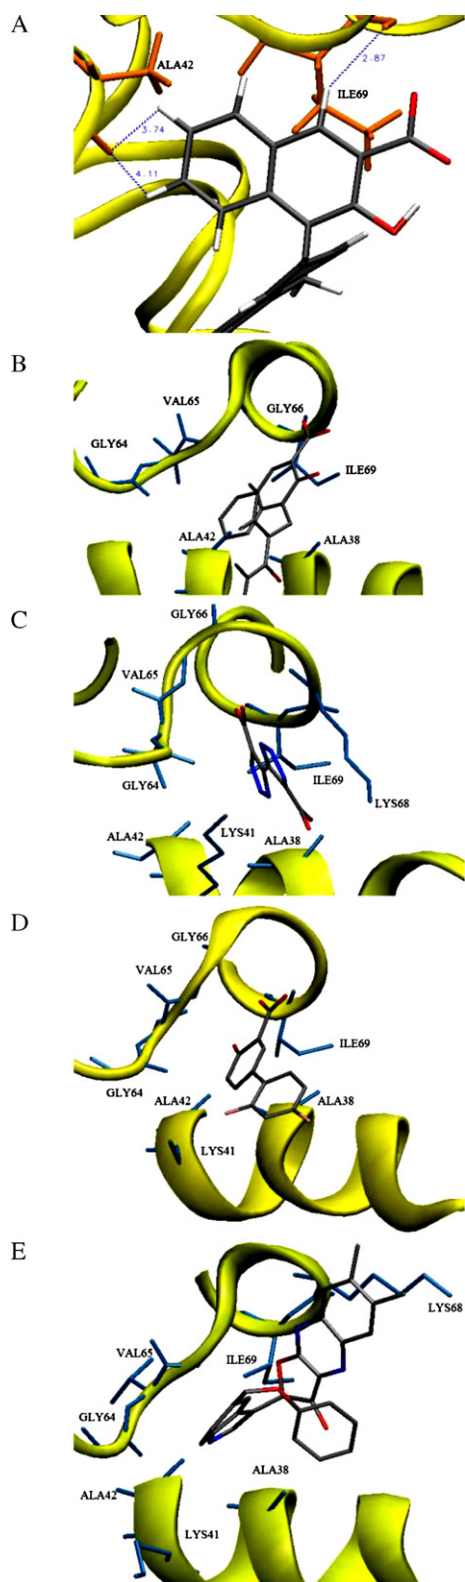 A
ALA42
2.87
ILE69
3.74
4.11
B
VAL65
GLY66
GLY64
ILE69
ALA42
ALA38
C
GLY66
VAL65
ILE69
GLY64
LYS68
ALA42
LYS41
ALA38
D
GLY66
VAL65
ILE69
GLY64
ALA42
ALA38
LYS41
E
LYS68
VAL65
ILE69
GLY64
ALA38
ALA42
LYS41